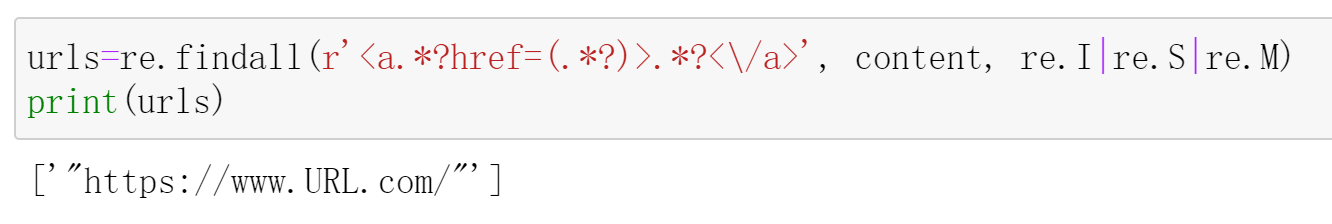 urls=re.findall(r'<a.*?href=(.*?)>.*?<\/a>', content, re.I|re.S|re.M)
print(urls)
['"https://www.URL.com/"']